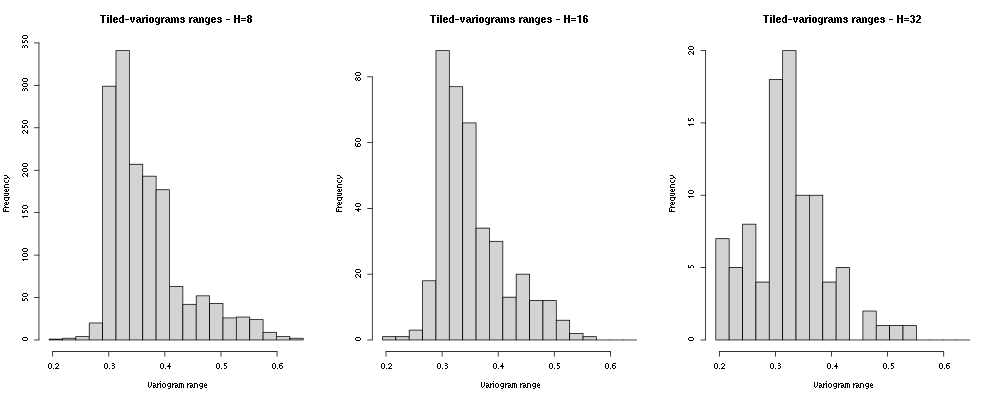 Tiled-variograms ranges - H=8
Tiled-variograms ranges - H=16
Tiled-variograms ranges - H=32
Frequency
0
50
100
150
200
250
300
350
0.2 0.3 0.4 0.5 0.6
Variogram range
Frequency
0
20
40
60
80
0.2 0.3 0.4 0.5 0.6
Variogram range
Frequency
0
5
10
15
20
0.2 0.3 0.4 0.5 0.6
Variogram range